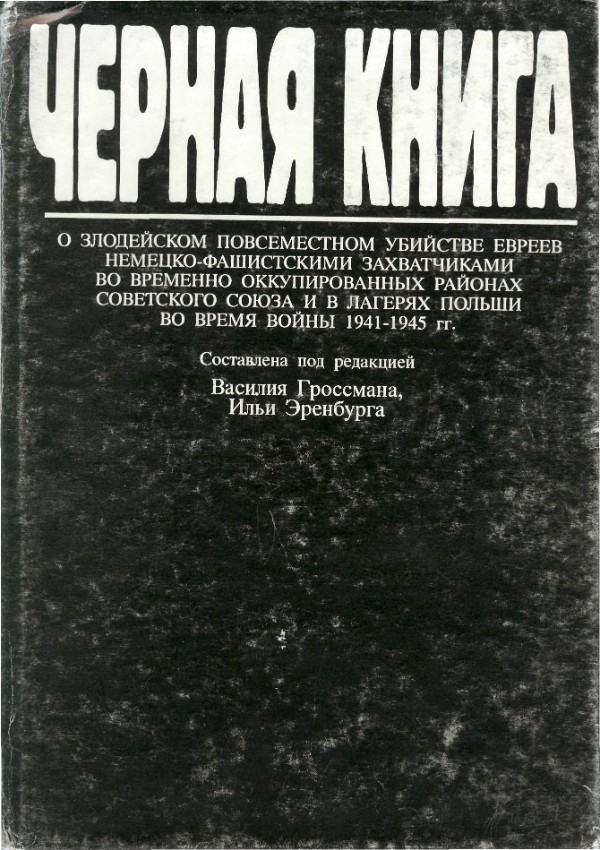 ЧЕРНАЯ КНИГА
О ЗЛОДЕЙСКОМ ПОВСЕМЕСТНОМ УБИЙСТВЕ ЕВРЕЕВ
НЕМЕЦКО-ФАШИСТСКИМИ ЗАХВАТЧИКАМИ
ВО ВРЕМЕННО ОККУПИРОВАННЫХ РАЙОНАХ
СОВЕТСКОГО СОЮЗА И В ЛАГЕРЯХ ПОЛЬШИ
ВО ВРЕМЯ ВОЙНЫ 1941-1945 гг.
Составлена под редакцией
Василия Гроссмана,
Ильи Эренбурга